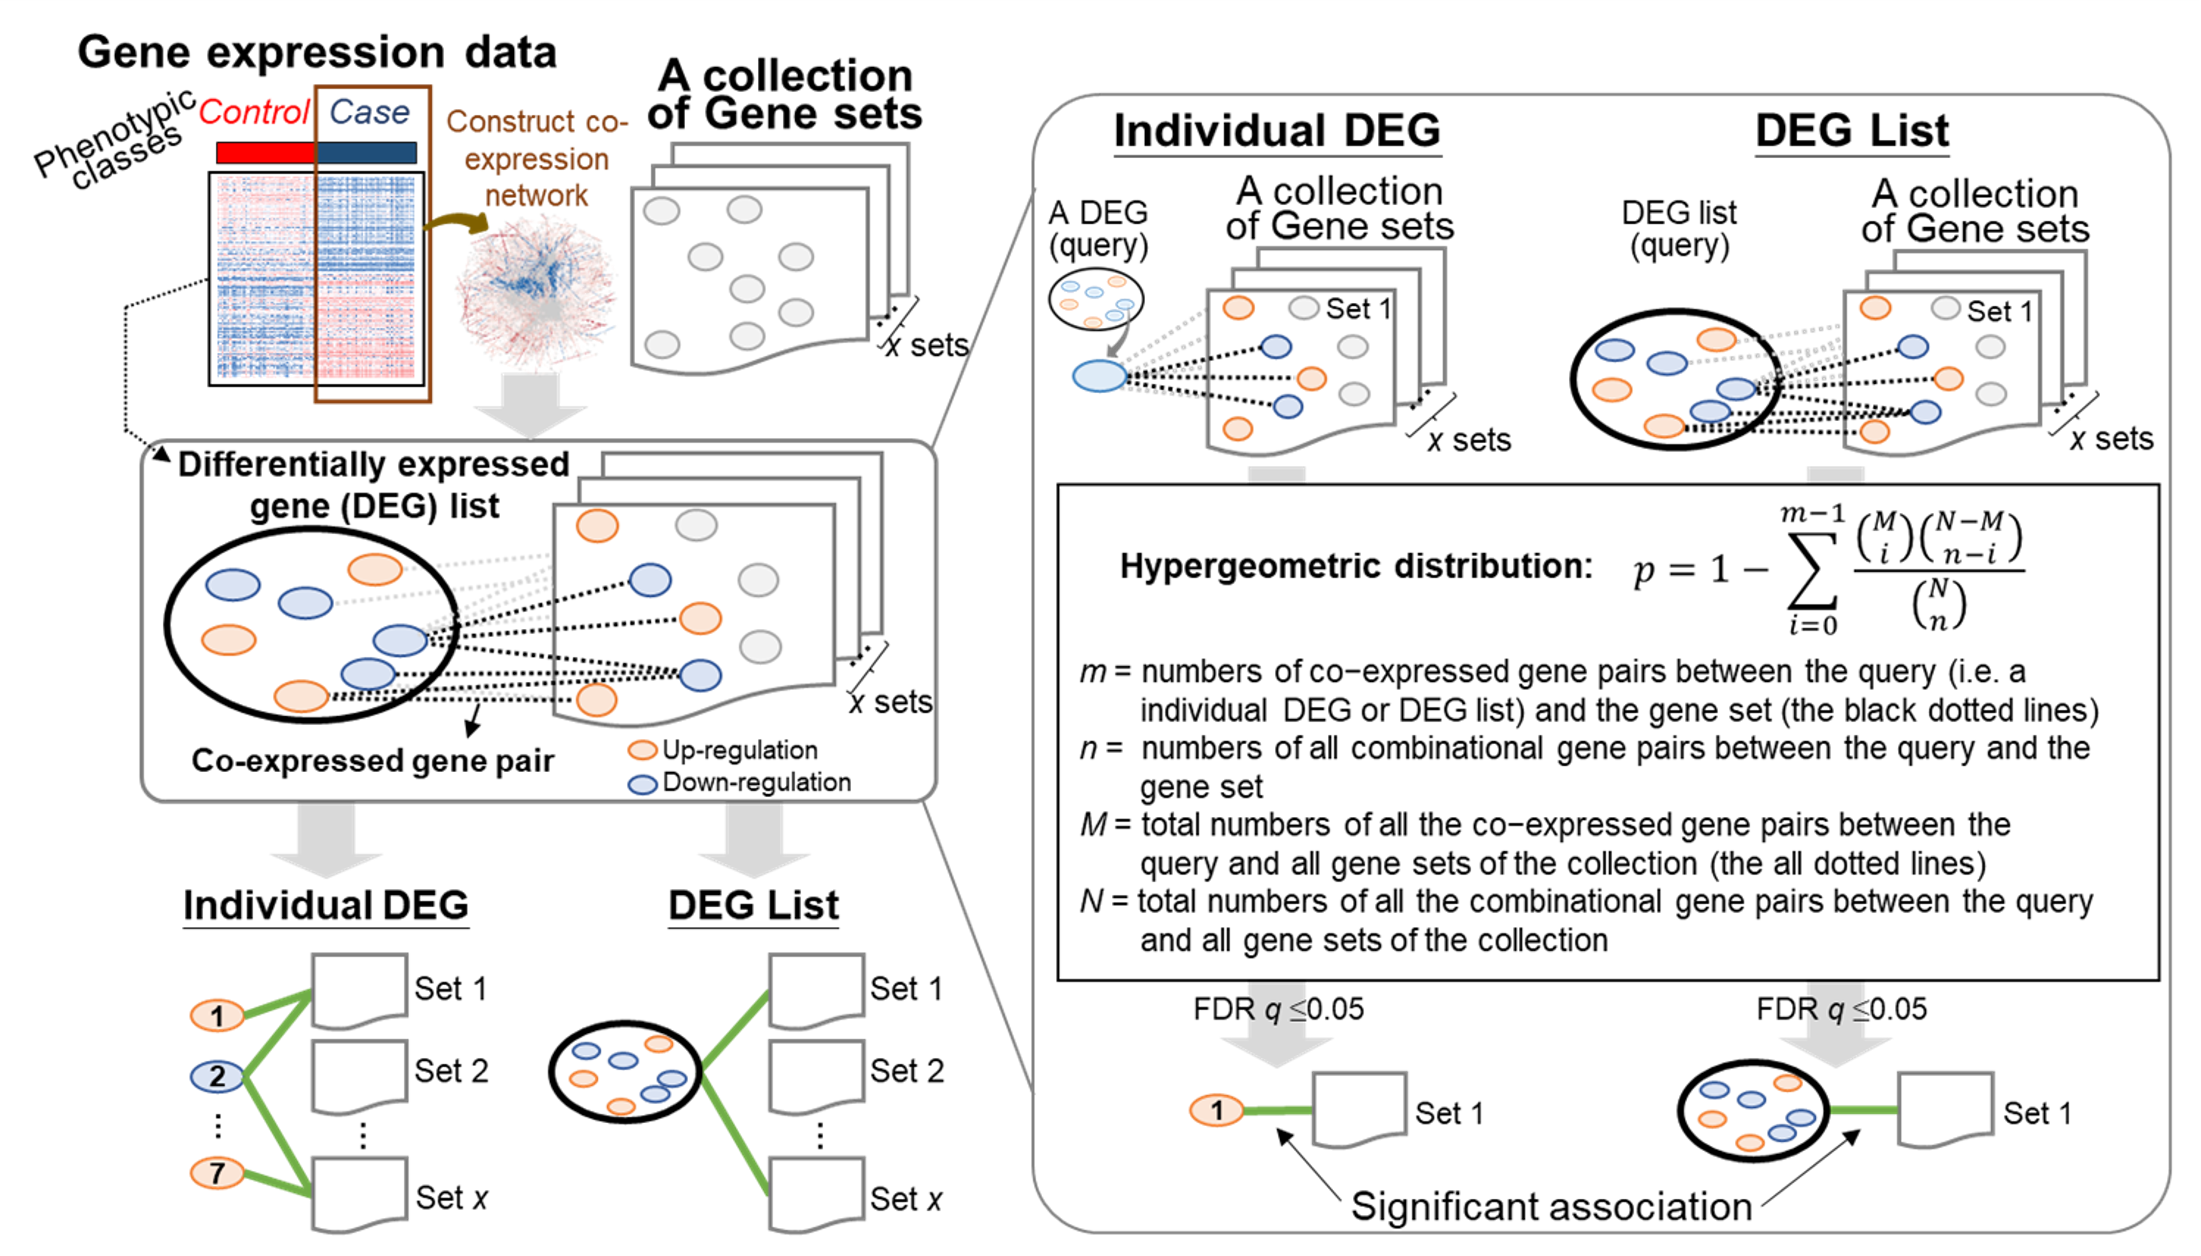 Gene expression data
Phenotypic
classes
Control
Case
Construct co-
expression
network
A collection
of Gene sets
x sets
Differentially expressed
gene (DEG) list
x sets
Co-expressed gene pair
Up-regulation
Down-regulation
Individual DEG
1
2
7
Set 1
Set 2
Set x
DEG List
Set 1
Set 2
Set x
Individual DEG
A DEG
(query)
A collection
of Gene sets
Set 1
x sets
DEG List
DEG list
(query)
A collection
of Gene sets
Set 1
x sets
Hypergeometric distribution: p = 1 − \sum_{i=0}^{m−1} \frac{\binom{M}{i}\binom{N−M}{n−i}}{\binom{N}{n}}
m = numbers of co−expressed gene pairs between the query (i.e. a
individual DEG or DEG list) and the gene set (the black dotted lines)
n = numbers of all combinational gene pairs between the query and the
gene set
M = total numbers of all the co−expressed gene pairs between the
query and all gene sets of the collection (the all dotted lines)
N = total numbers of all the combinational gene pairs between the query
and all gene sets of the collection
FDR q ≤0.05
FDR q ≤0.05
1
Set 1
Set 1
Significant association